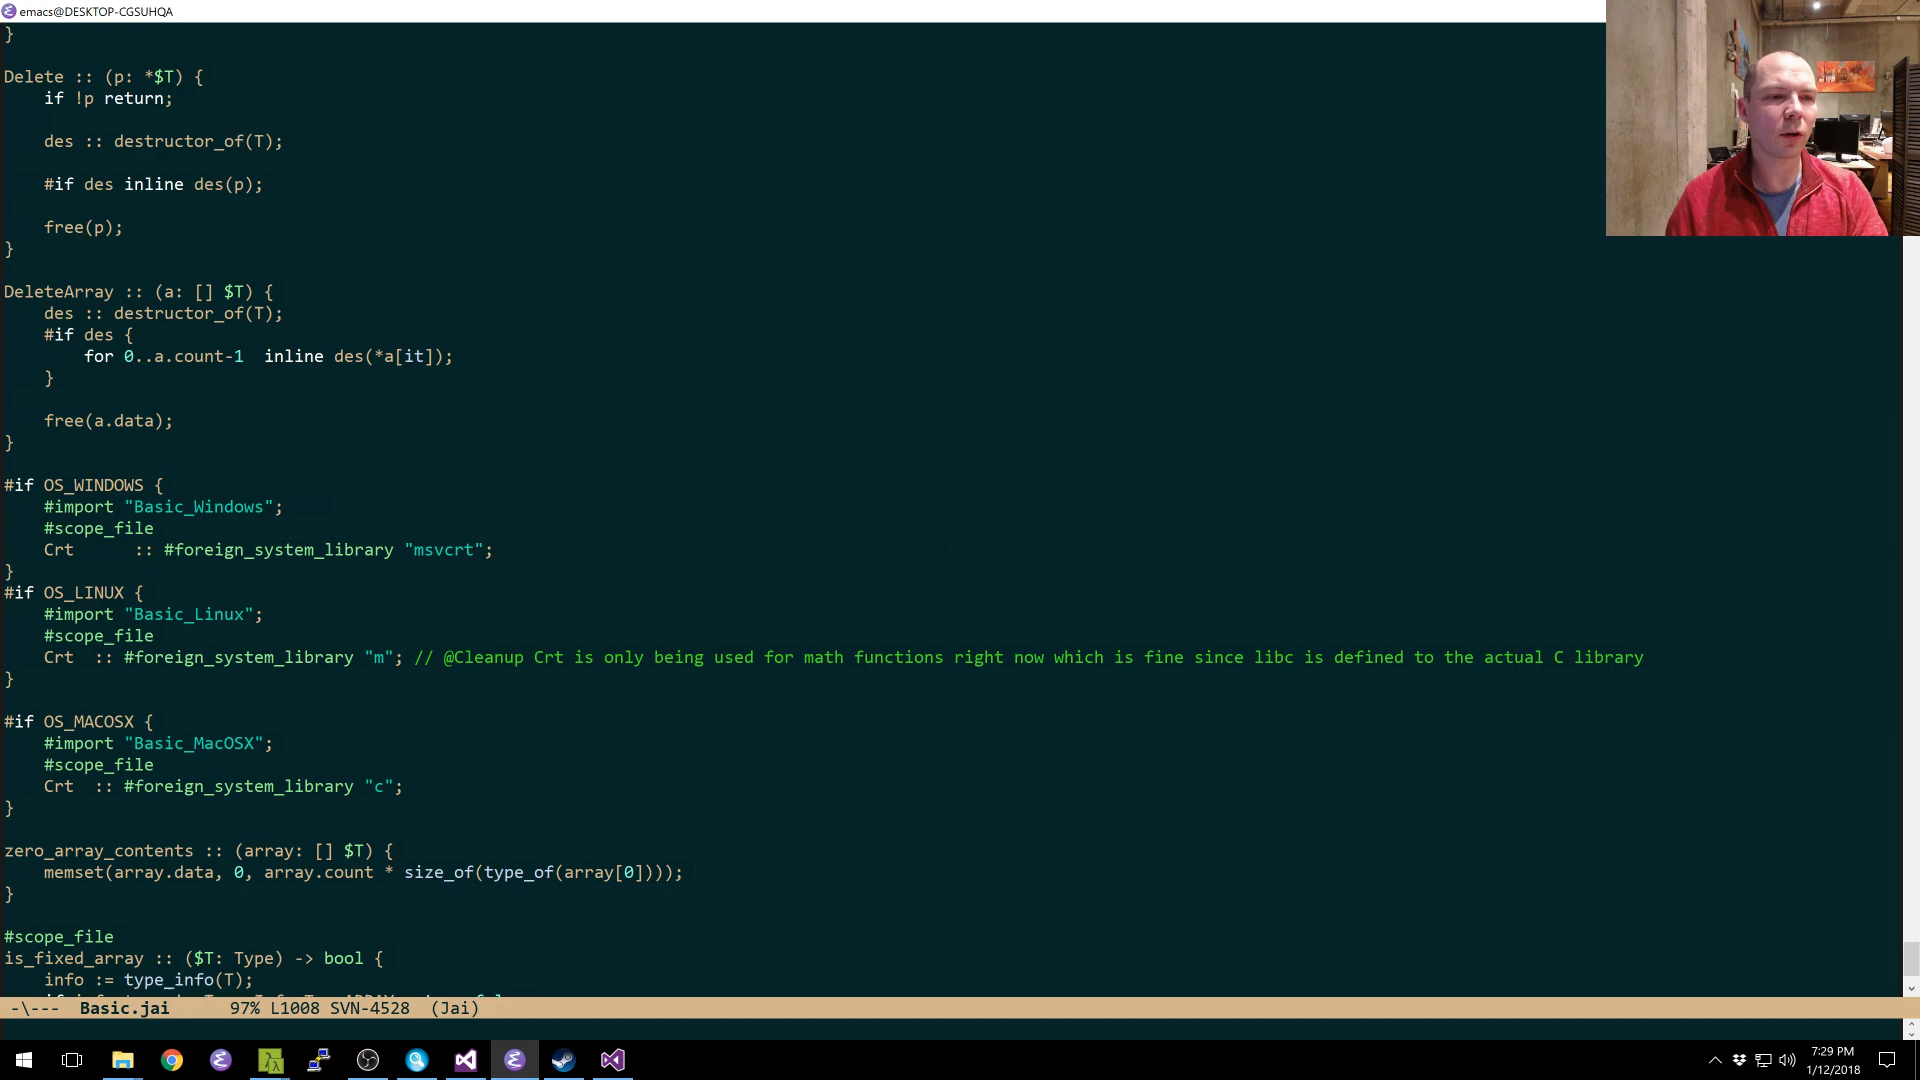 emacs@DESKTOP-CGSUHQA
}
Delete :: (p: *$T) {
    if !p return;
    des :: destructor_of(T);
    #if des inline des(p);
    free(p);
}
DeleteArray :: (a: [] $T) {
    des :: destructor_of(T);
    #if des {
        for 0..a.count-1  inline des(*a[it]);
    }
    free(a.data);
}
#if OS_WINDOWS {
    #import "Basic_Windows";
    #scope_file
    Crt      :: #foreign_system_library "msvcrt";
}
#if OS_LINUX {
    #import "Basic_Linux";
    #scope_file
    Crt  :: #foreign_system_library "m"; // @Cleanup Crt is only being used for math functions right now which is fine since libc is defined to the actual C library
}
#if OS_MACOSX {
    #import "Basic_MacOSX";
    #scope_file
    Crt  :: #foreign_system_library "c";
}
zero_array_contents :: (array: [] $T) {
    memset(array.data, 0, array.count * size_of(type_of(array[0])));
}
#scope_file
is_fixed_array :: ($T: Type) -> bool {
    info := type_info(T);
-\---  Basic.jai      97% L1008 SVN-4528  (Jai)
7:29 PM
1/12/2018